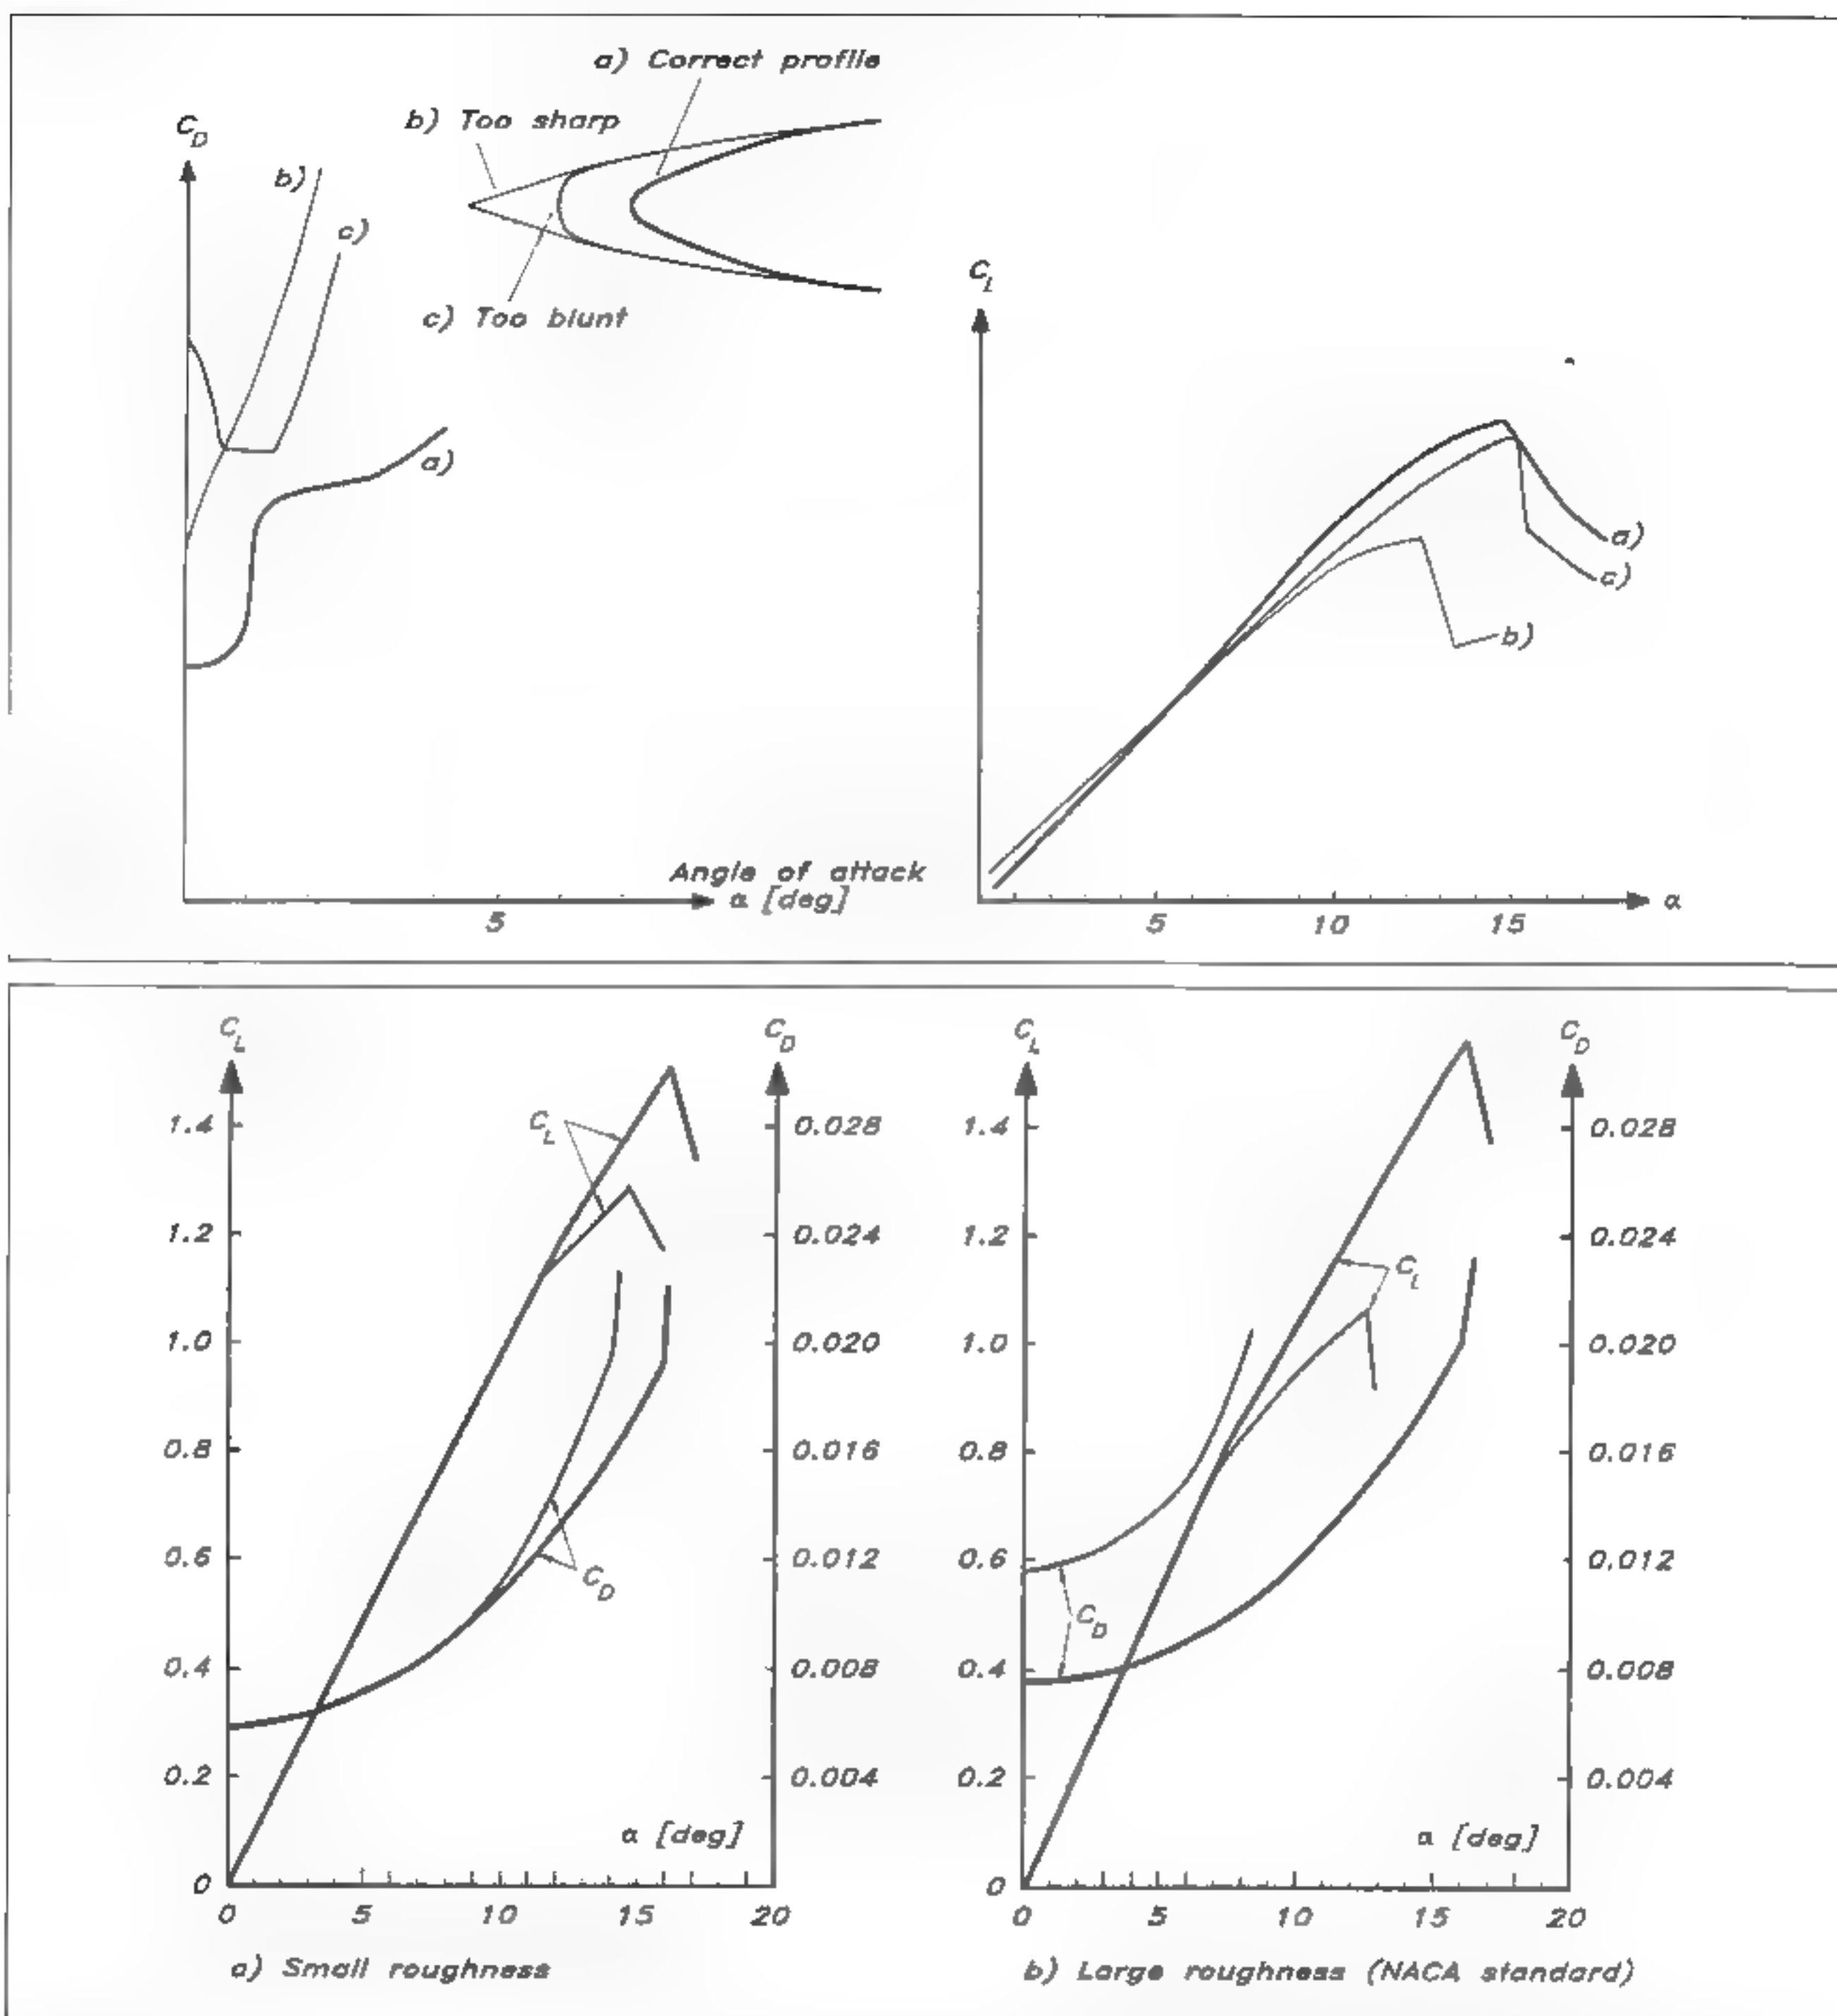 a) Correct profile
b) Too sharp
C_D
b)
c)
c) Too blunt
a)
C_L
a)
c)
b)
Angle of attack
α [deg]
5
5
10
15
α
C_L
C_D
1.4
1.2
1.0
0.8
0.6
0.4
0.2
0
C_L
C_D
0.028
0.024
0.020
0.016
0.012
0.008
0.004
α [deg]
0
5
10
15
20
a) Small roughness
C_L
C_D
1.4
1.2
1.0
0.8
0.6
0.4
0.2
0
C_L
C_D
0.028
0.024
0.020
0.016
0.012
0.008
0.004
α [deg]
0
5
10
15
20
b) Large roughness (NACA standard)